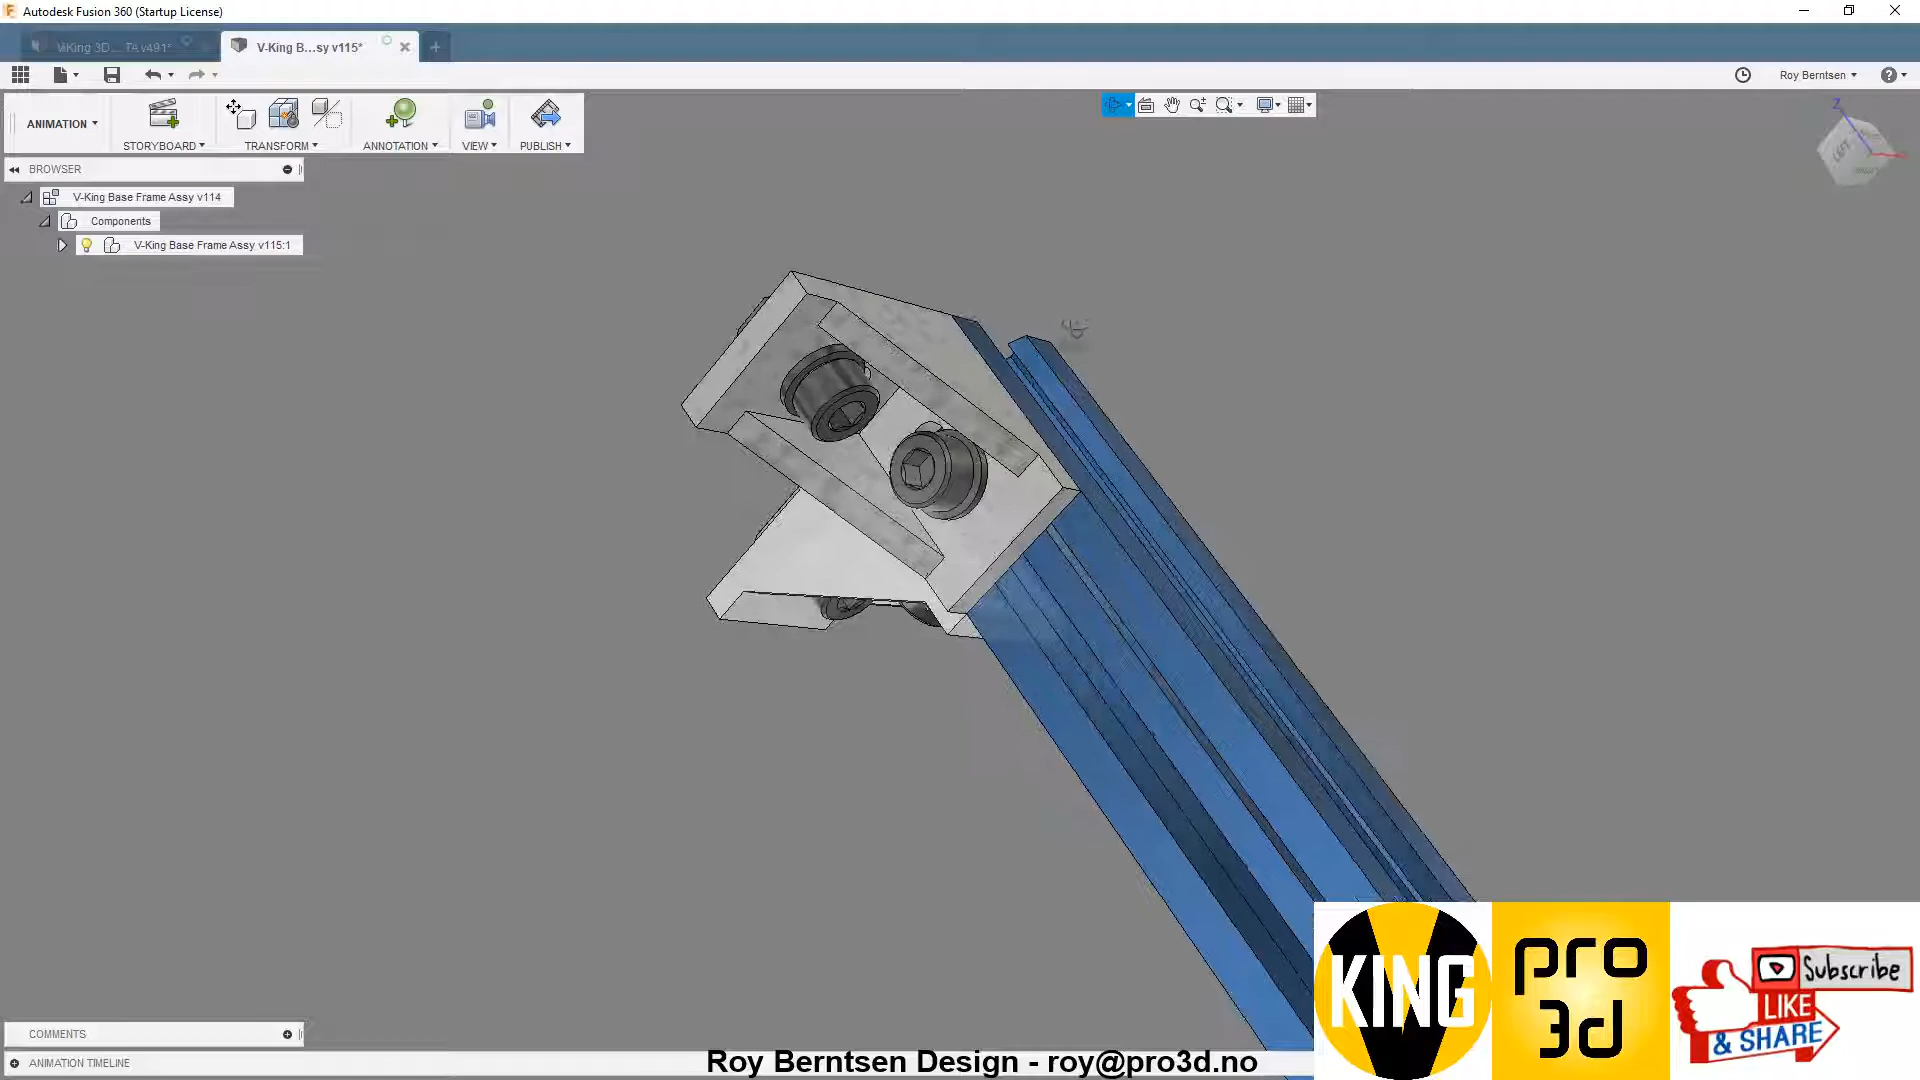 Autodesk Fusion 360 (Startup License)
V-King B...sy v115*
Roy Berntsen
ANIMATION
STORYBOARD
TRANSFORM
ANNOTATION
VIEW
PUBLISH
Z
LEFT
BROWSER
V-King Base Frame Assy v114
Components
V-King Base Frame Assy v115:1
KING
pro
3d
Subscribe
LIKE
& SHARE
COMMENTS
ANIMATION TIMELINE
Roy Berntsen Design - roy@pro3d.no